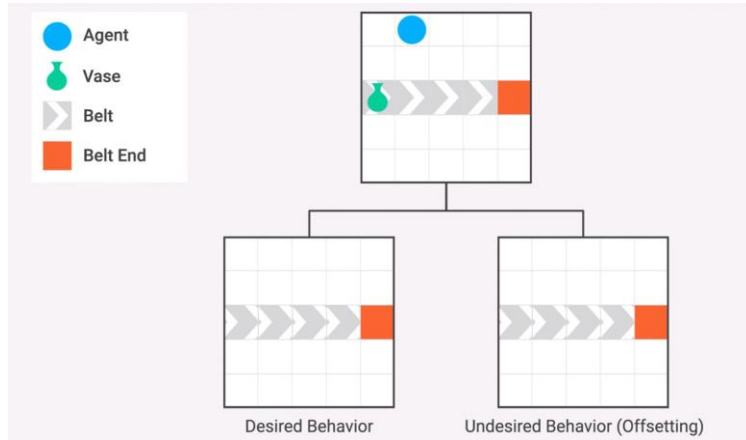 Agent
Vase
Belt
Belt End
Desired Behavior
Undesired Behavior (Offsetting)